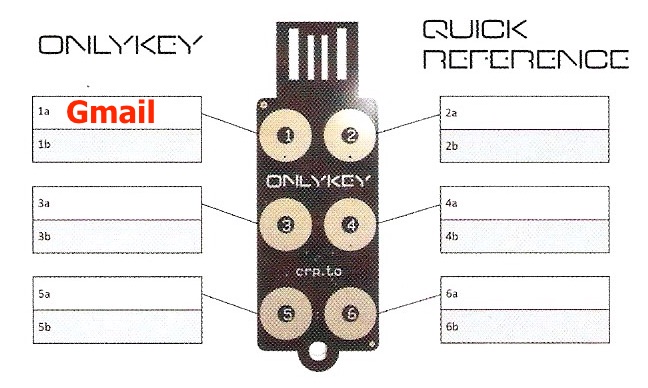 ONLYKEY
QUICK
REFERENCE
1a Gmail
1b
2a
2b
1
2
ONLYKEY
3a
3b
4a
4b
3
4
crp.to
5a
5b
6a
6b
5
6